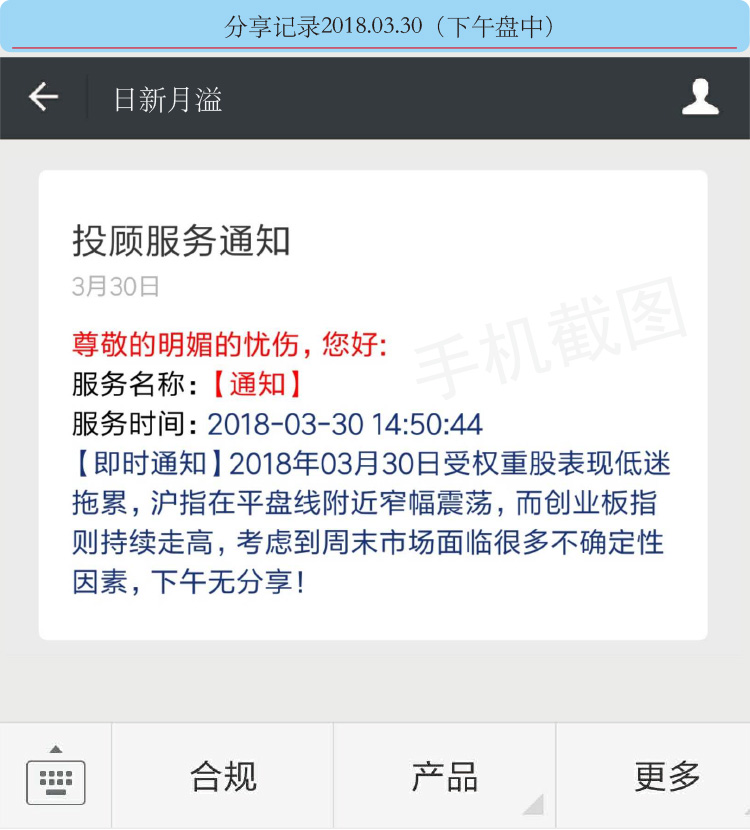 分享记录2018.03.30（下午盘中）
日新月溢
投顾服务通知
3月30日
手机截图
尊敬的明媚的忧伤，您好:
服务名称：【通知】
服务时间：2018-03-30 14:50:44
【即时通知】2018年03月30日受权重股表现低迷
拖累，沪指在平盘线附近窄幅震荡，而创业板指
则持续走高，考虑到周末市场面临很多不确定性
因素，下午无分享！
合规
产品
更多